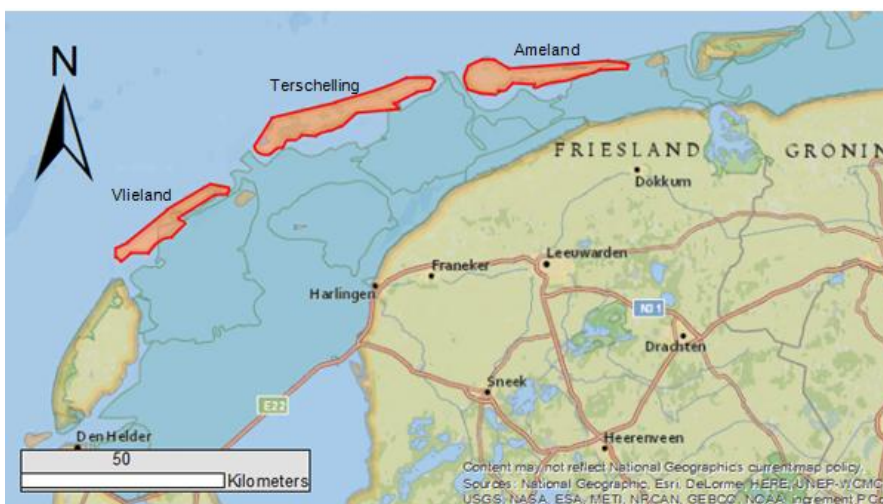 Ameland
N
Terschelling
FRIESLAND
GRONIN
Dokkum
Vlieland
Leeuwarden
Franeker
Harlingen
N31
Drachten
Sneek
E22
Den Helder
Heerenveen
50
Kilometers
Content may not reflect National Geographic's current map policy.
Sources: National Geographic, Esri, DeLorme, HERE, UNEP-WCMC,
USGS, NASA, ESA, METI, NRCAN, GEBCO, NOAA, increment P C